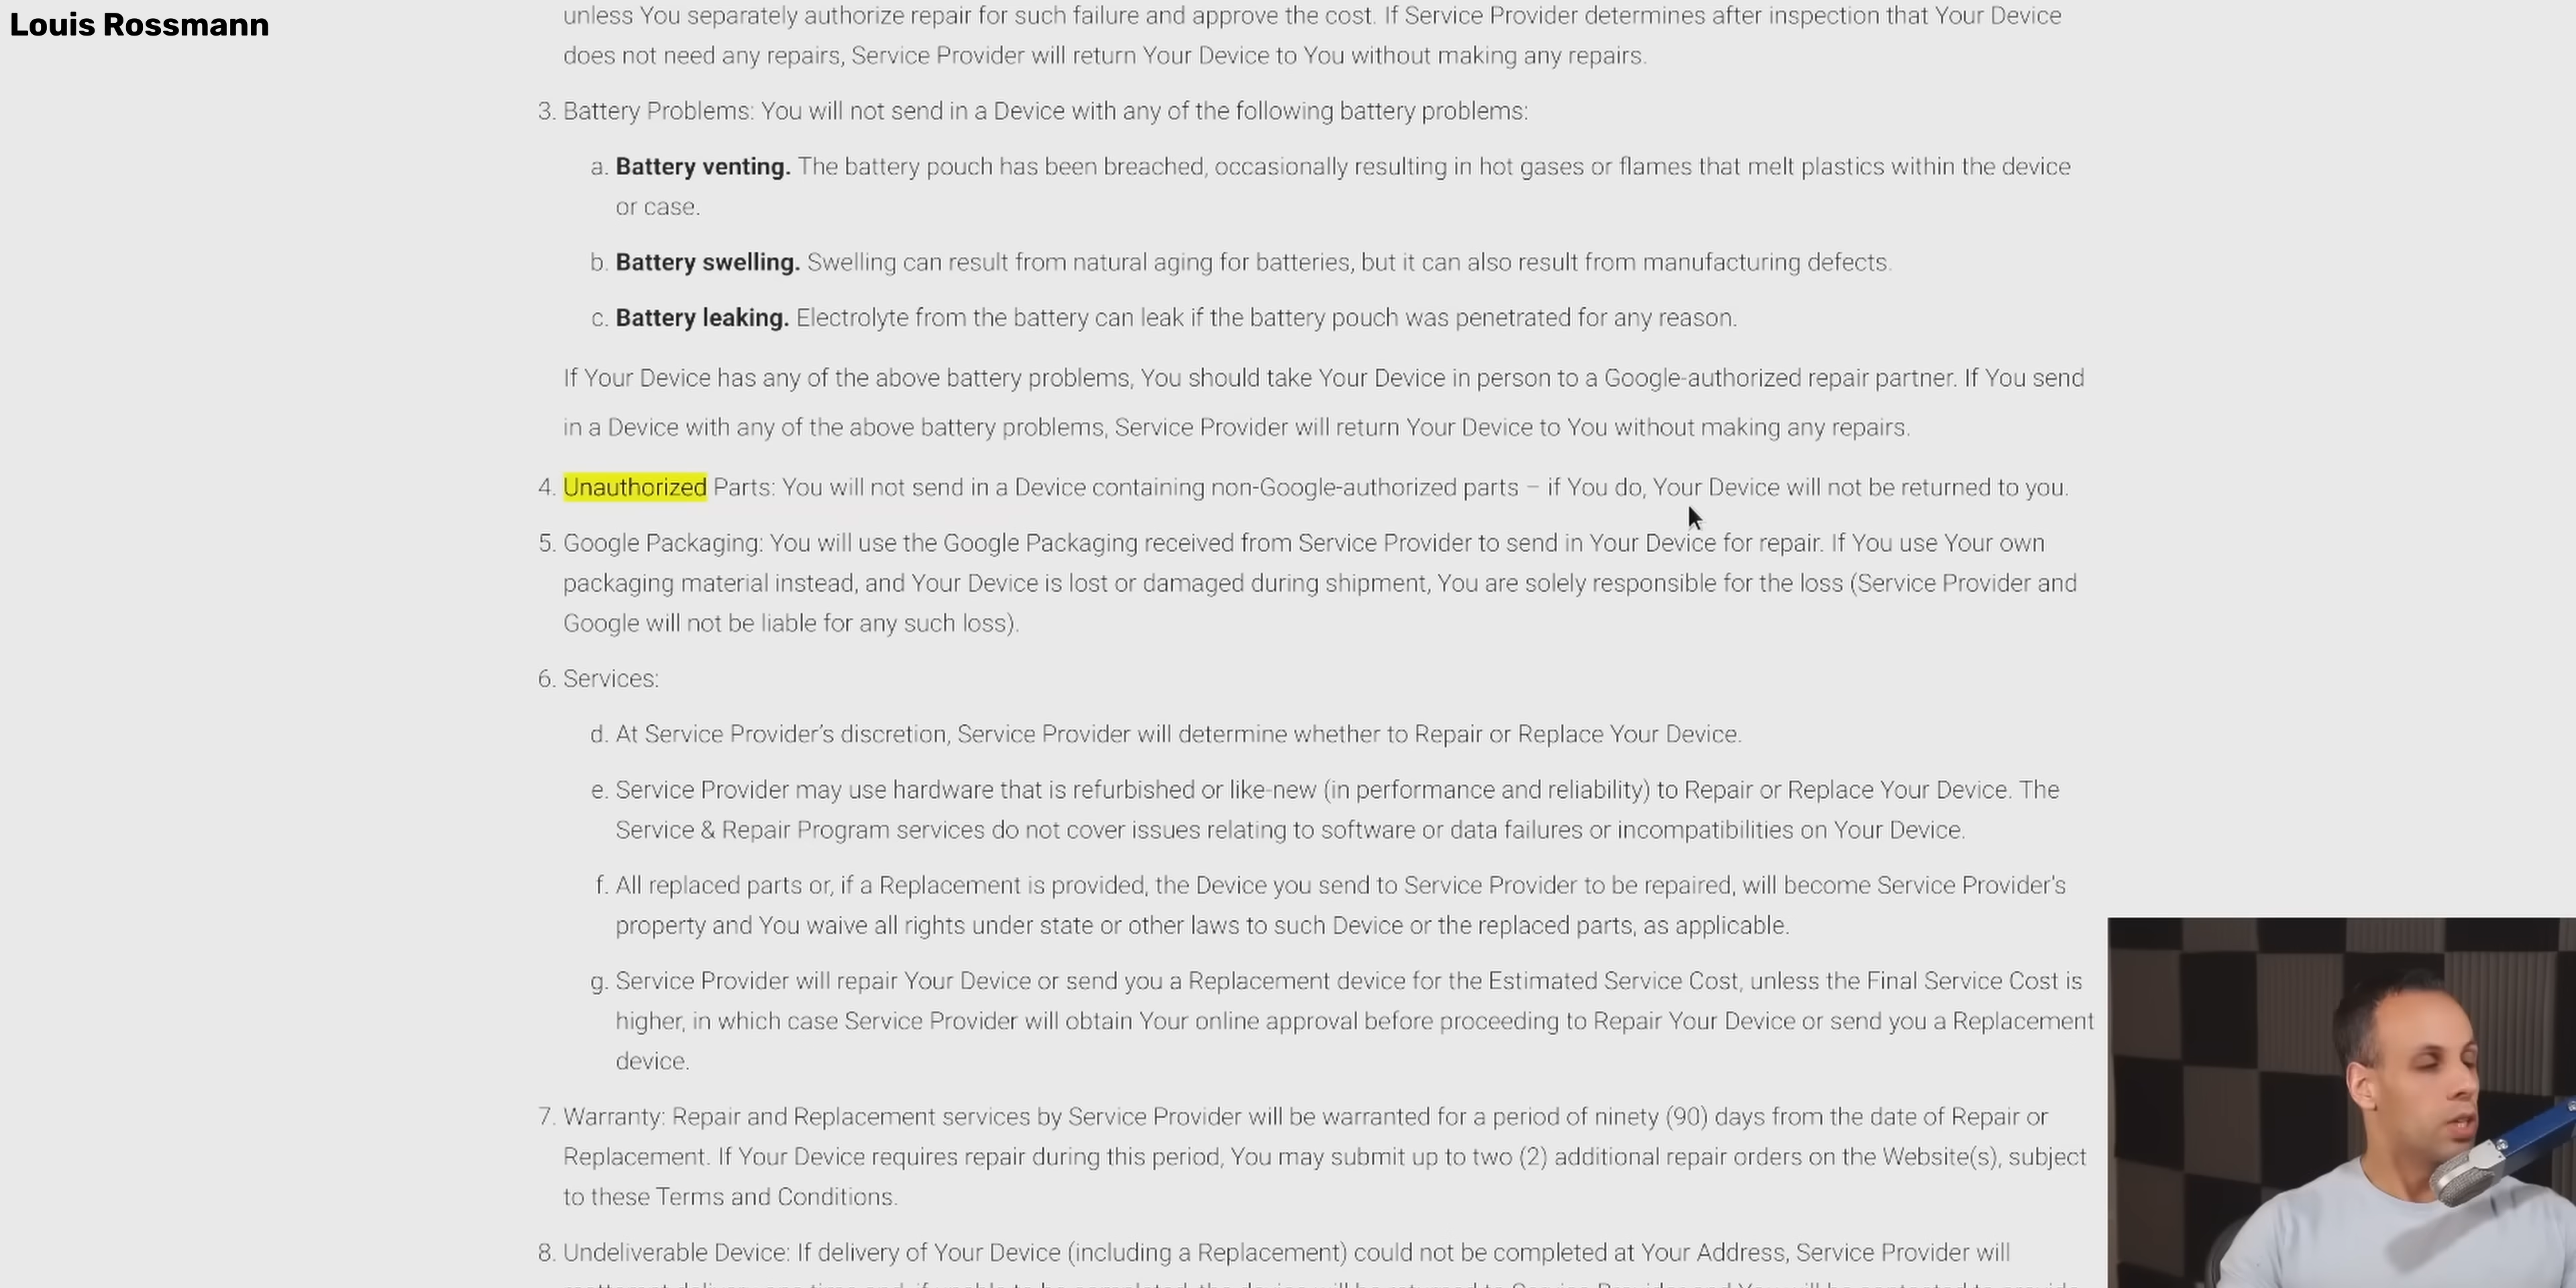 Louis Rossmann
unless You separately authorize repair for such failure and approve the cost. If Service Provider determines after inspection that Your Device
does not need any repairs, Service Provider will return Your Device to You without making any repairs.
3. Battery Problems: You will not send in a Device with any of the following battery problems:
a. Battery venting. The battery pouch has been breached, occasionally resulting in hot gases or flames that melt plastics within the device
or case.
b. Battery swelling. Swelling can result from natural aging for batteries, but it can also result from manufacturing defects.
c. Battery leaking. Electrolyte from the battery can leak if the battery pouch was penetrated for any reason.
If Your Device has any of the above battery problems, You should take Your Device in person to a Google-authorized repair partner. If You send
in a Device with any of the above battery problems, Service Provider will return Your Device to You without making any repairs.
4. Unauthorized Parts: You will not send in a Device containing non-Google-authorized parts – if You do, Your Device will not be returned to you.
5. Google Packaging: You will use the Google Packaging received from Service Provider to send in Your Device for repair. If You use Your own
packaging material instead, and Your Device is lost or damaged during shipment, You are solely responsible for the loss (Service Provider and
Google will not be liable for any such loss).
6. Services:
d. At Service Provider’s discretion, Service Provider will determine whether to Repair or Replace Your Device.
e. Service Provider may use hardware that is refurbished or like-new (in performance and reliability) to Repair or Replace Your Device. The
Service & Repair Program services do not cover issues relating to software or data failures or incompatibilities on Your Device.
f. All replaced parts or, if a Replacement is provided, the Device you send to Service Provider to be repaired, will become Service Provider's
property and You waive all rights under state or other laws to such Device or the replaced parts, as applicable.
g. Service Provider will repair Your Device or send you a Replacement device for the Estimated Service Cost, unless the Final Service Cost is
higher, in which case Service Provider will obtain Your online approval before proceeding to Repair Your Device or send you a Replacement
device.
7. Warranty: Repair and Replacement services by Service Provider will be warranted for a period of ninety (90) days from the date of Repair or
Replacement. If Your Device requires repair during this period, You may submit up to two (2) additional repair orders on the Website(s), subject
to these Terms and Conditions.
8. Undeliverable Device: If delivery of Your Device (including a Replacement) could not be completed at Your Address, Service Provider will